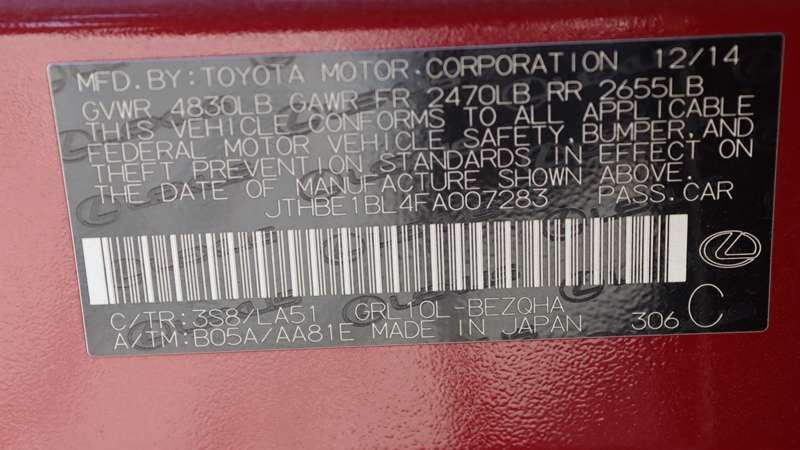 MFD. BY: TOYOTA MOTOR CORPORATION 12/14
GVWR 4830LB GAWR FR 2470LB RR 2655LB
THIS VEHICLE CONFORMS TO ALL APPLICABLE
FEDERAL MOTOR VEHICLE SAFETY, BUMPER, AND
THEFT PREVENTION STANDARDS IN EFFECT ON
THE DATE OF MANUFACTURE SHOWN ABOVE.
JTHBE1BL4FA007283 PASS. CAR
C/TR: 3S8/LA51 GRL10L-BEZQHA
A/TM: B05A/AA81E MADE IN JAPAN 306 C